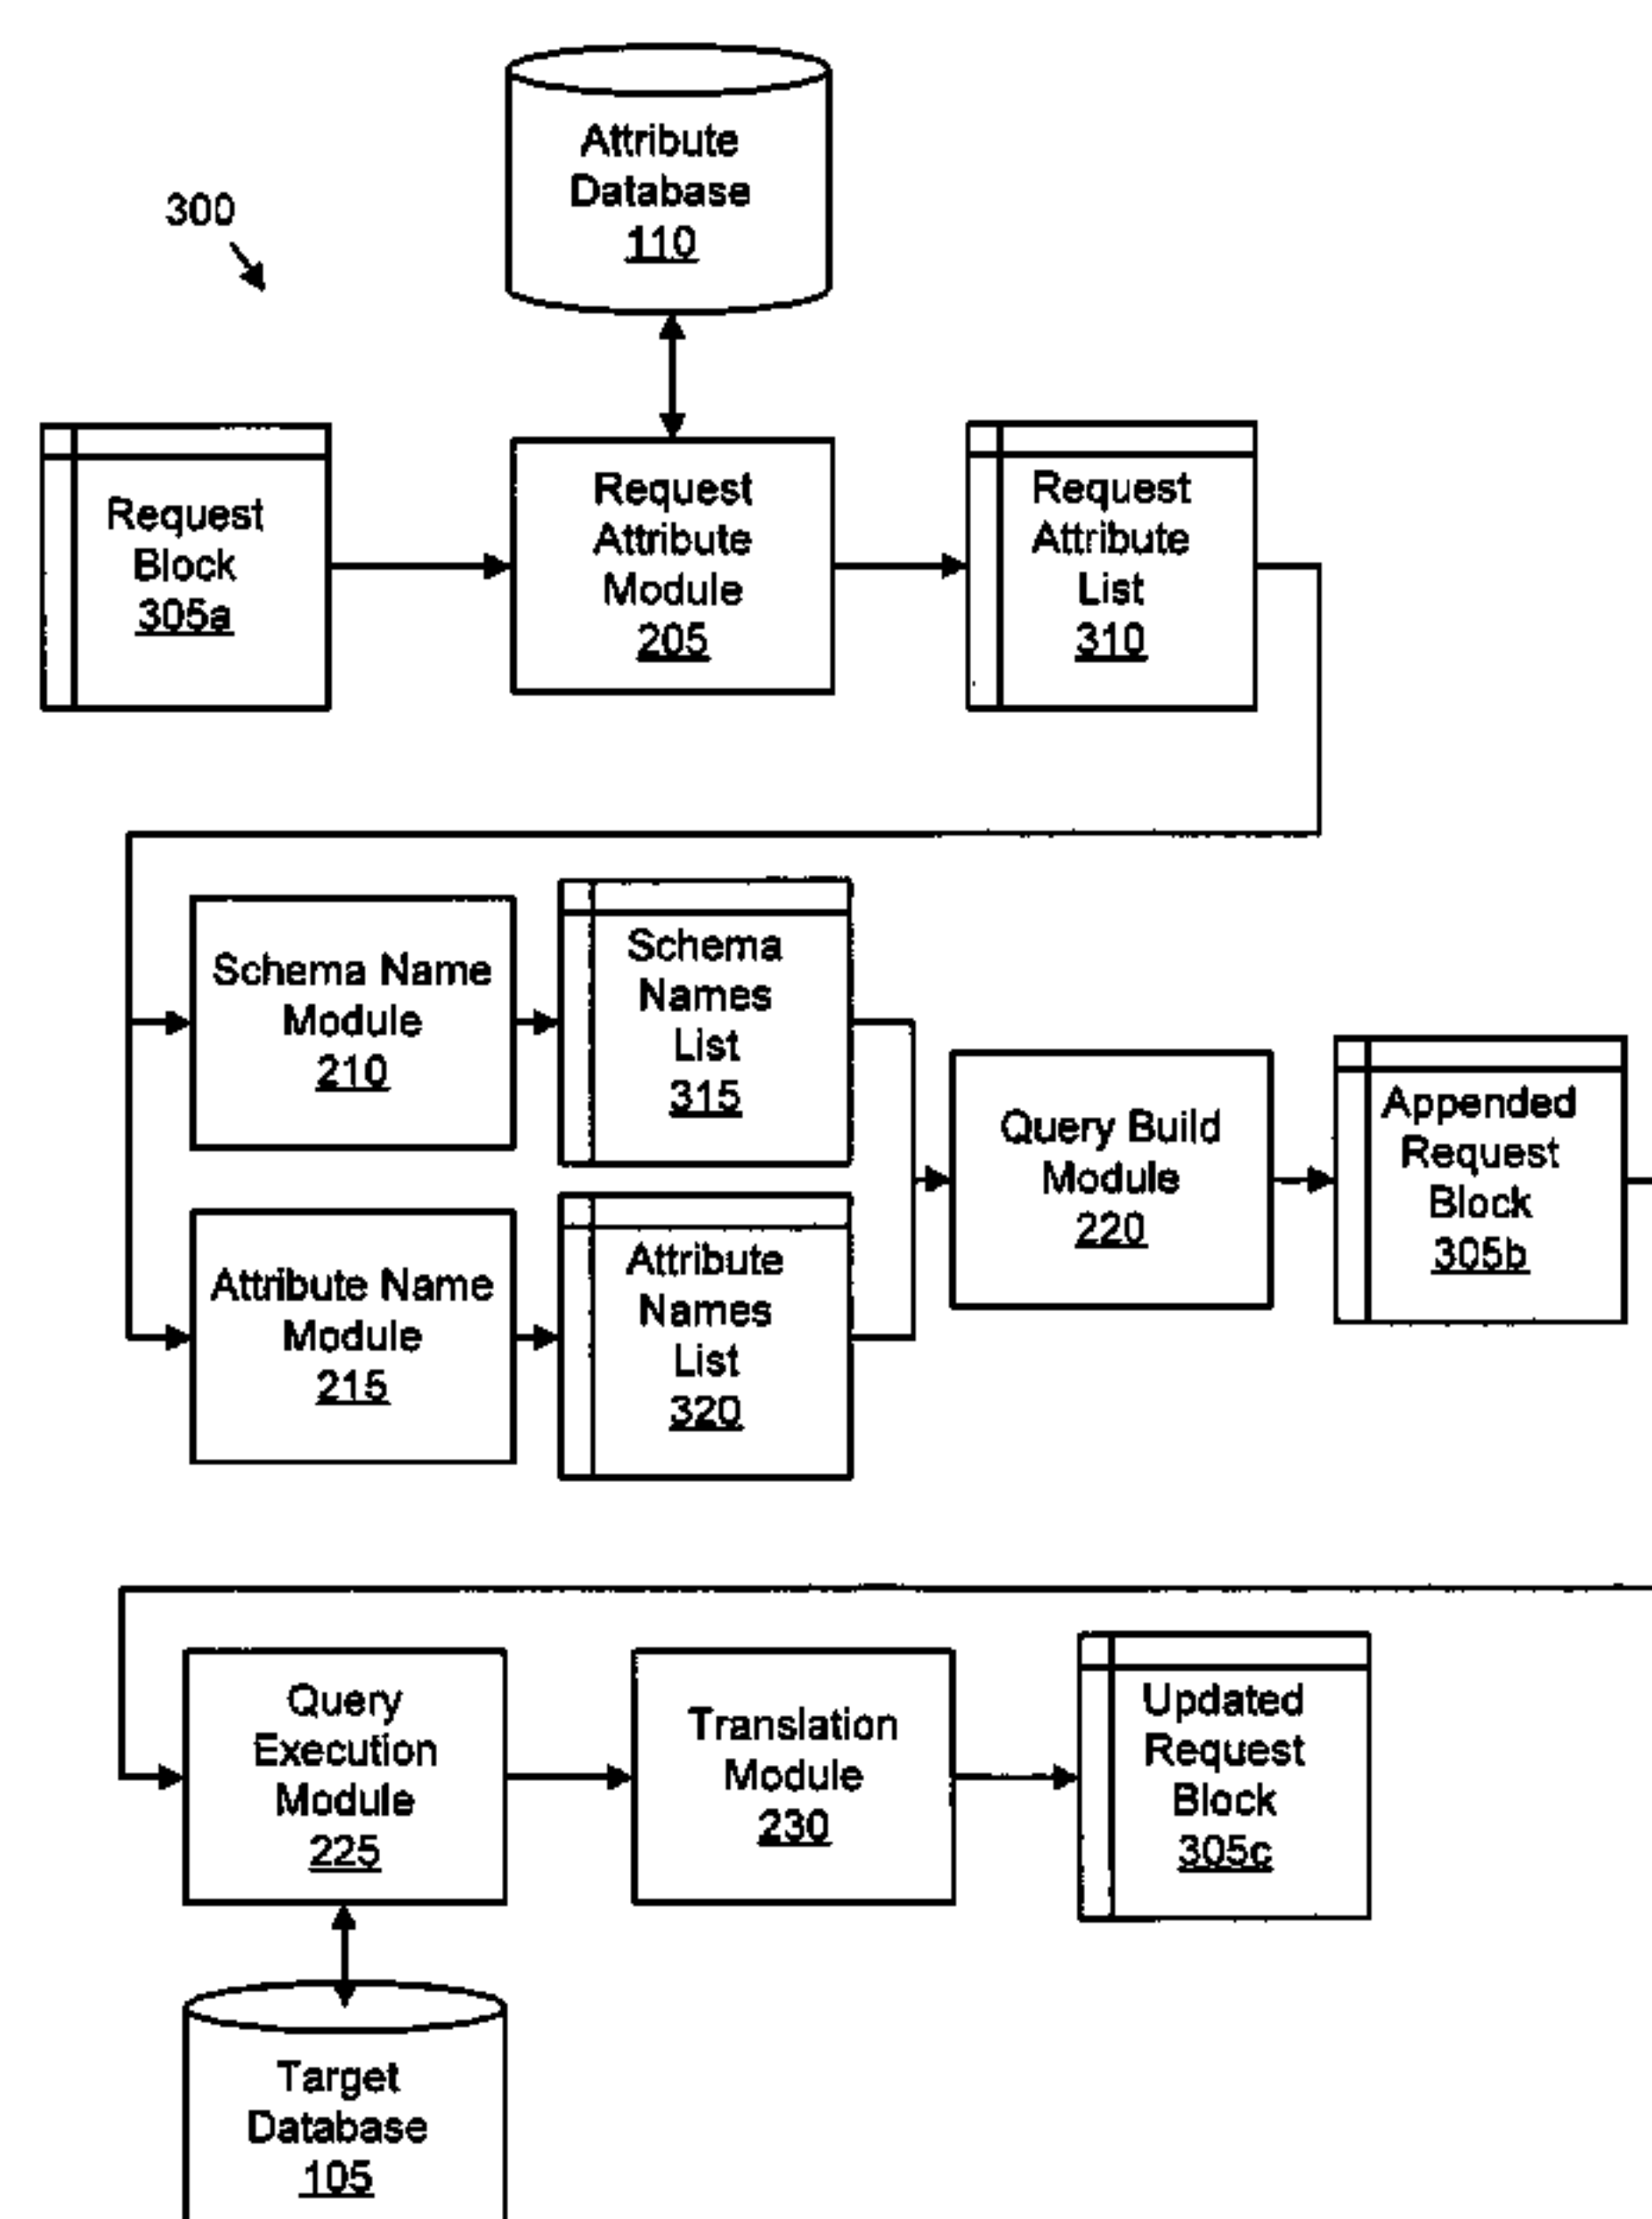 300
Attribute
Database
110
Request
Block
305a
Request
Attribute
Module
205
Request
Attribute
List
310
Schema Name
Module
210
Schema
Names
List
315
Attribute Name
Module
215
Attribute
Names
List
320
Query Build
Module
220
Appended
Request
Block
305b
Query
Execution
Module
225
Translation
Module
230
Updated
Request
Block
305c
Target
Database
105